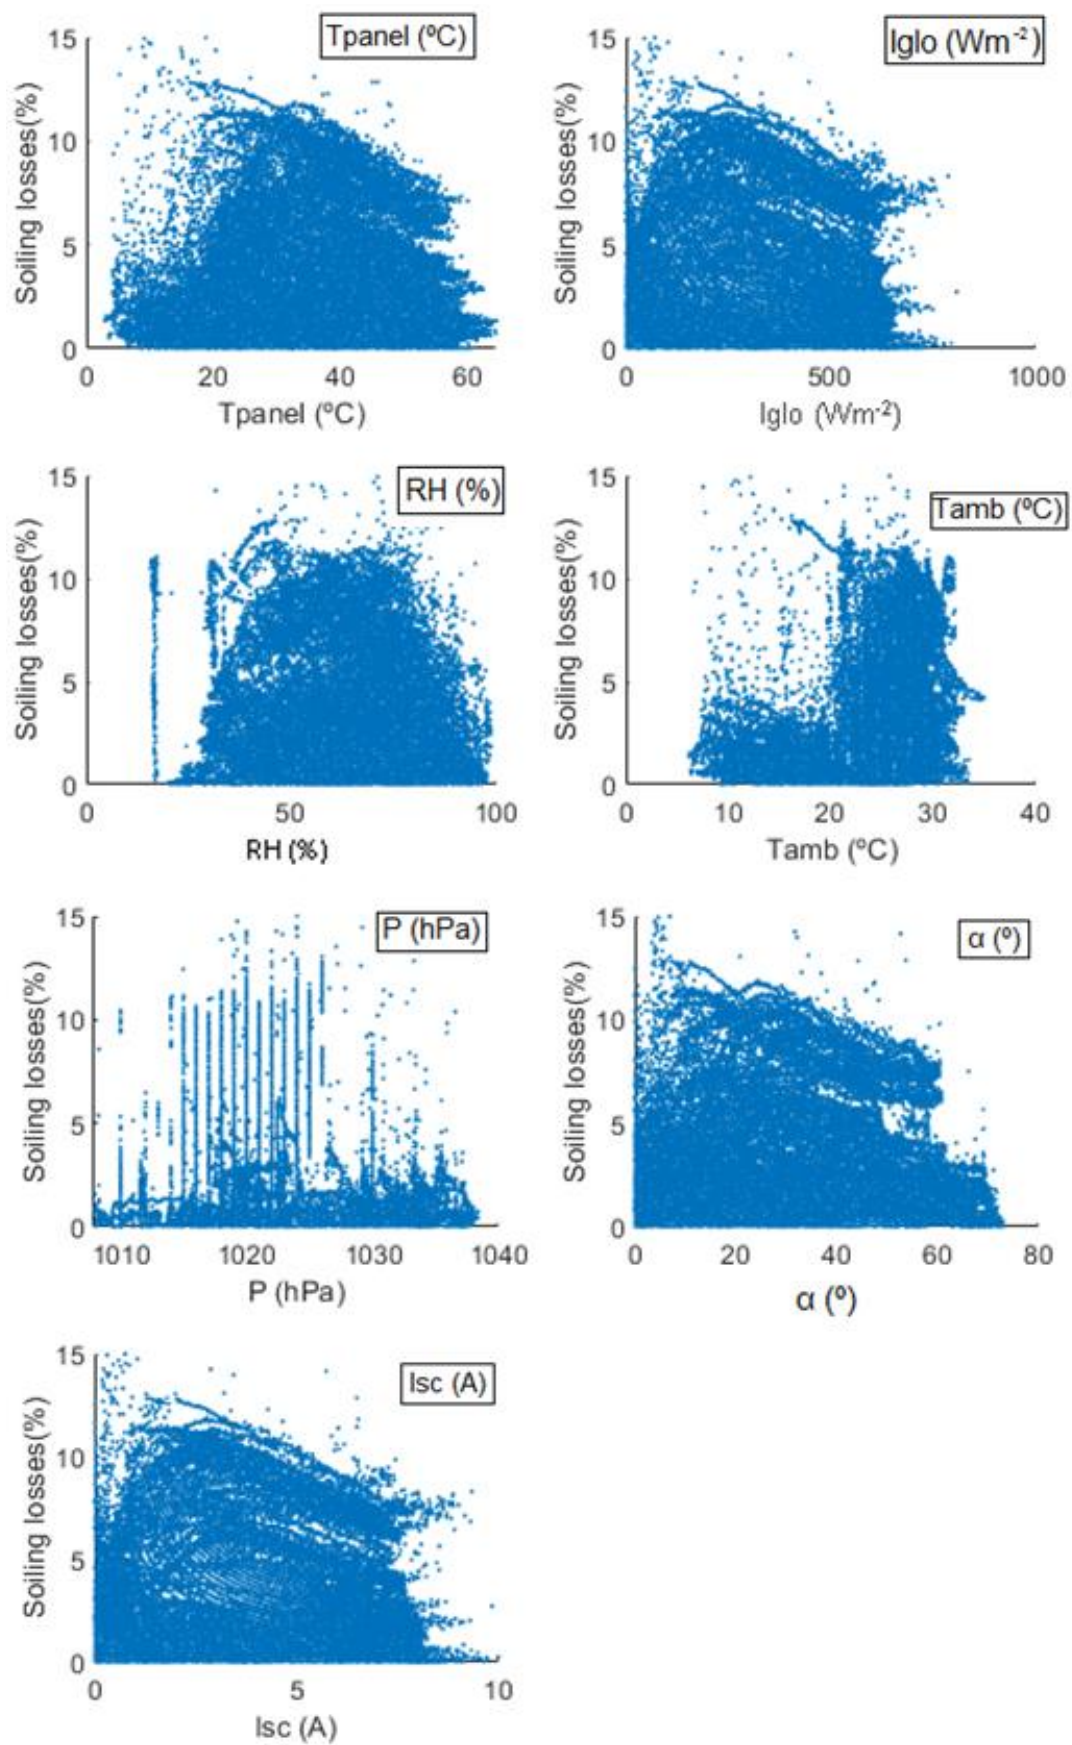 Tpanel (ºC)
15
10
5
0
Soiling losses(%)
0 20 40 60
Tpanel (ºC)
Iglo (Wm-2)
15
10
5
0
Soiling losses(%)
0 500 1000
Iglo (Wm-2)
RH (%)
15
10
5
0
Soiling losses(%)
0 50 100
RH (%)
Tamb (ºC)
15
10
5
0
Soiling losses(%)
0 10 20 30 40
Tamb (ºC)
P (hPa)
15
10
5
0
Soiling losses(%)
1010 1020 1030 1040
P (hPa)
α (º)
15
10
5
0
Soiling losses(%)
0 20 40 60 80
α (º)
Isc (A)
15
10
5
0
Soiling losses(%)
0 5 10
Isc (A)